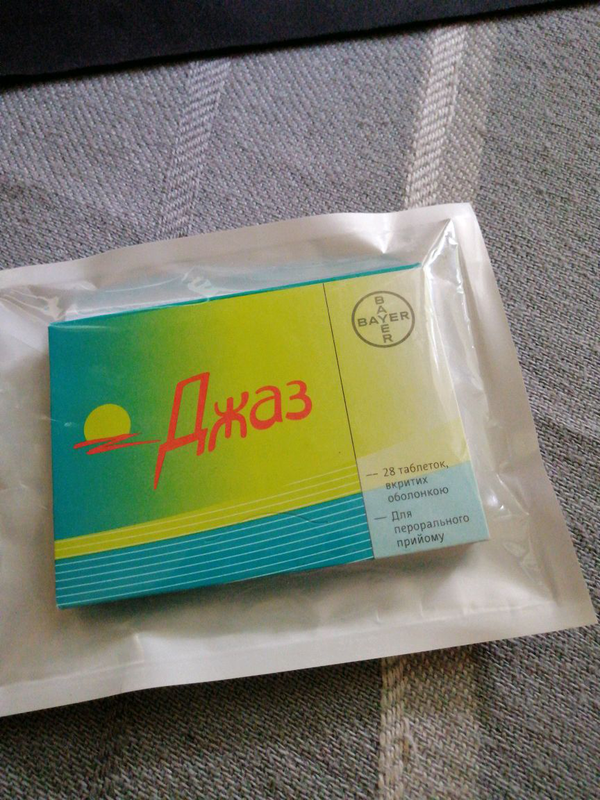 BAYER
BAYER
Джаз
— 28 таблеток,
вкритих
оболонкою
— Для
перорального
прийому